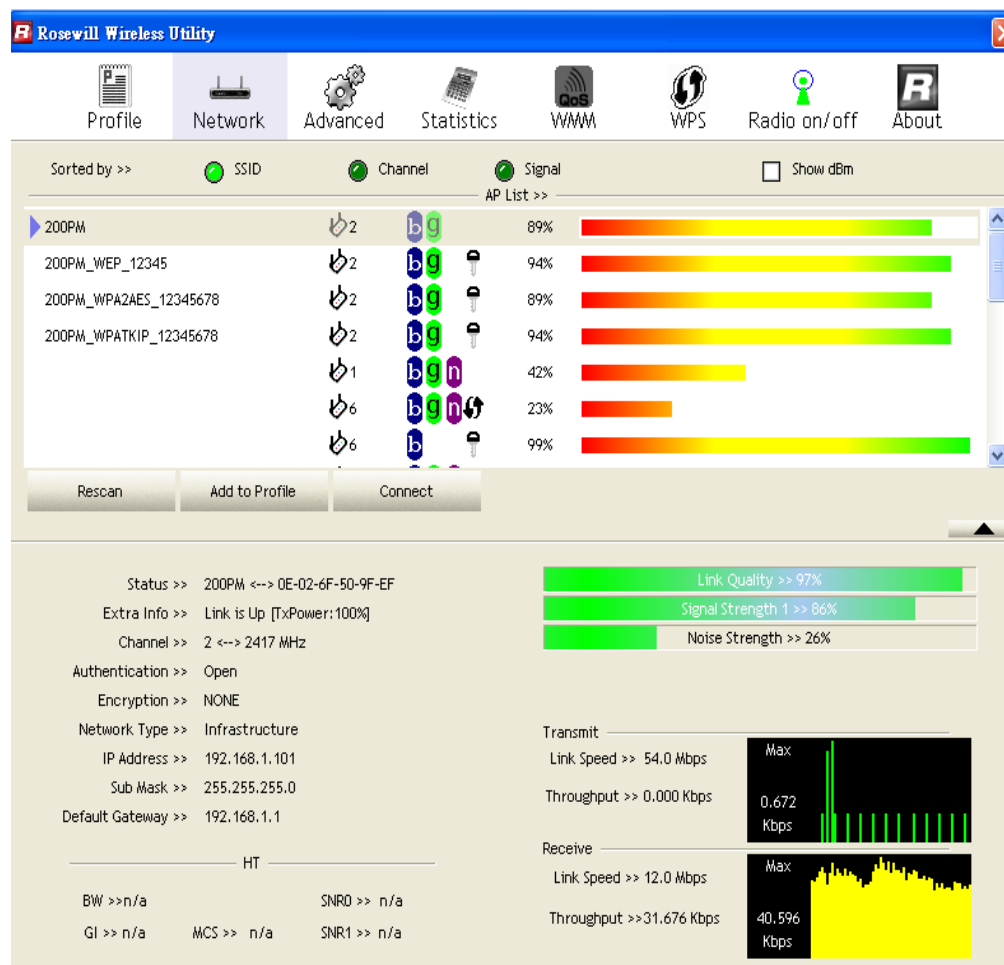 R Rosewill Wireless Utility
Profile Network Advanced Statistics QoS WMM WPS Radio on/off R About
Sorted by >> SSID Channel Signal Show dBm
AP List >>
200PM 2 b g 89%
200PM_WEP_12345 2 b g 94%
200PM_WPA2AES_12345678 2 b g 89%
200PM_WPATKIP_12345678 2 b g 94%
1 b g n 42%
6 b g n 23%
6 b 99%
Rescan Add to Profile Connect
Status >> 200PM <--> 0E-02-6F-50-9F-EF
Extra Info >> Link is Up [TxPower:100%]
Channel >> 2 <--> 2417 MHz
Authentication >> Open
Encryption >> NONE
Network Type >> Infrastructure
IP Address >> 192.168.1.101
Sub Mask >> 255.255.255.0
Default Gateway >> 192.168.1.1
HT
BW >>n/a SNR0 >> n/a
GI >> n/a MCS >> n/a SNR1 >> n/a
Link Quality >> 97%
Signal Strength 1 >> 86%
Noise Strength >> 26%
Transmit
Link Speed >> 54.0 Mbps
Throughput >> 0.000 Kbps
Max
0.672
Kbps
Receive
Link Speed >> 12.0 Mbps
Throughput >>31.676 Kbps
Max
40.596
Kbps